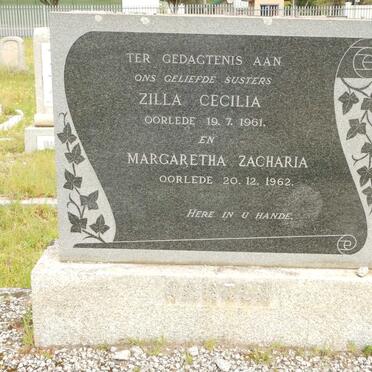 TER GEDAGTENIS AAN
ONS GELIEFDE SUSTERS
ZILLA CECILIA
OORLEDE 19. 7. 1961.
EN
MARGARETHA ZACHARIA
OORLEDE 20. 12. 1962.
HERE IN U HANDE.